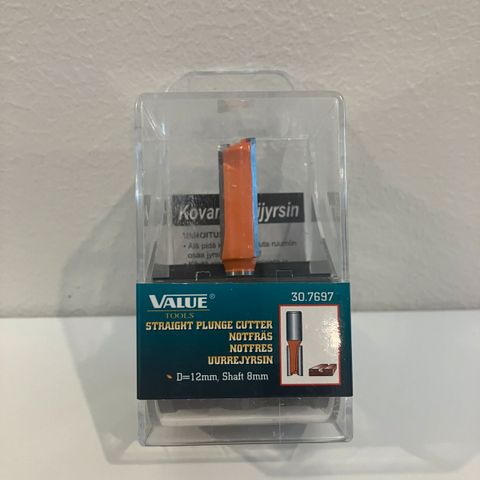 Kovar jyrsin
• Älä pidä
osaa jyrs
VALUE®
TOOLS
30.7697
STRAIGHT PLUNGE CUTTER
NOTFRÄS
NOTFRES
UURREJYRSIN
D=12mm, Shaft 8mm